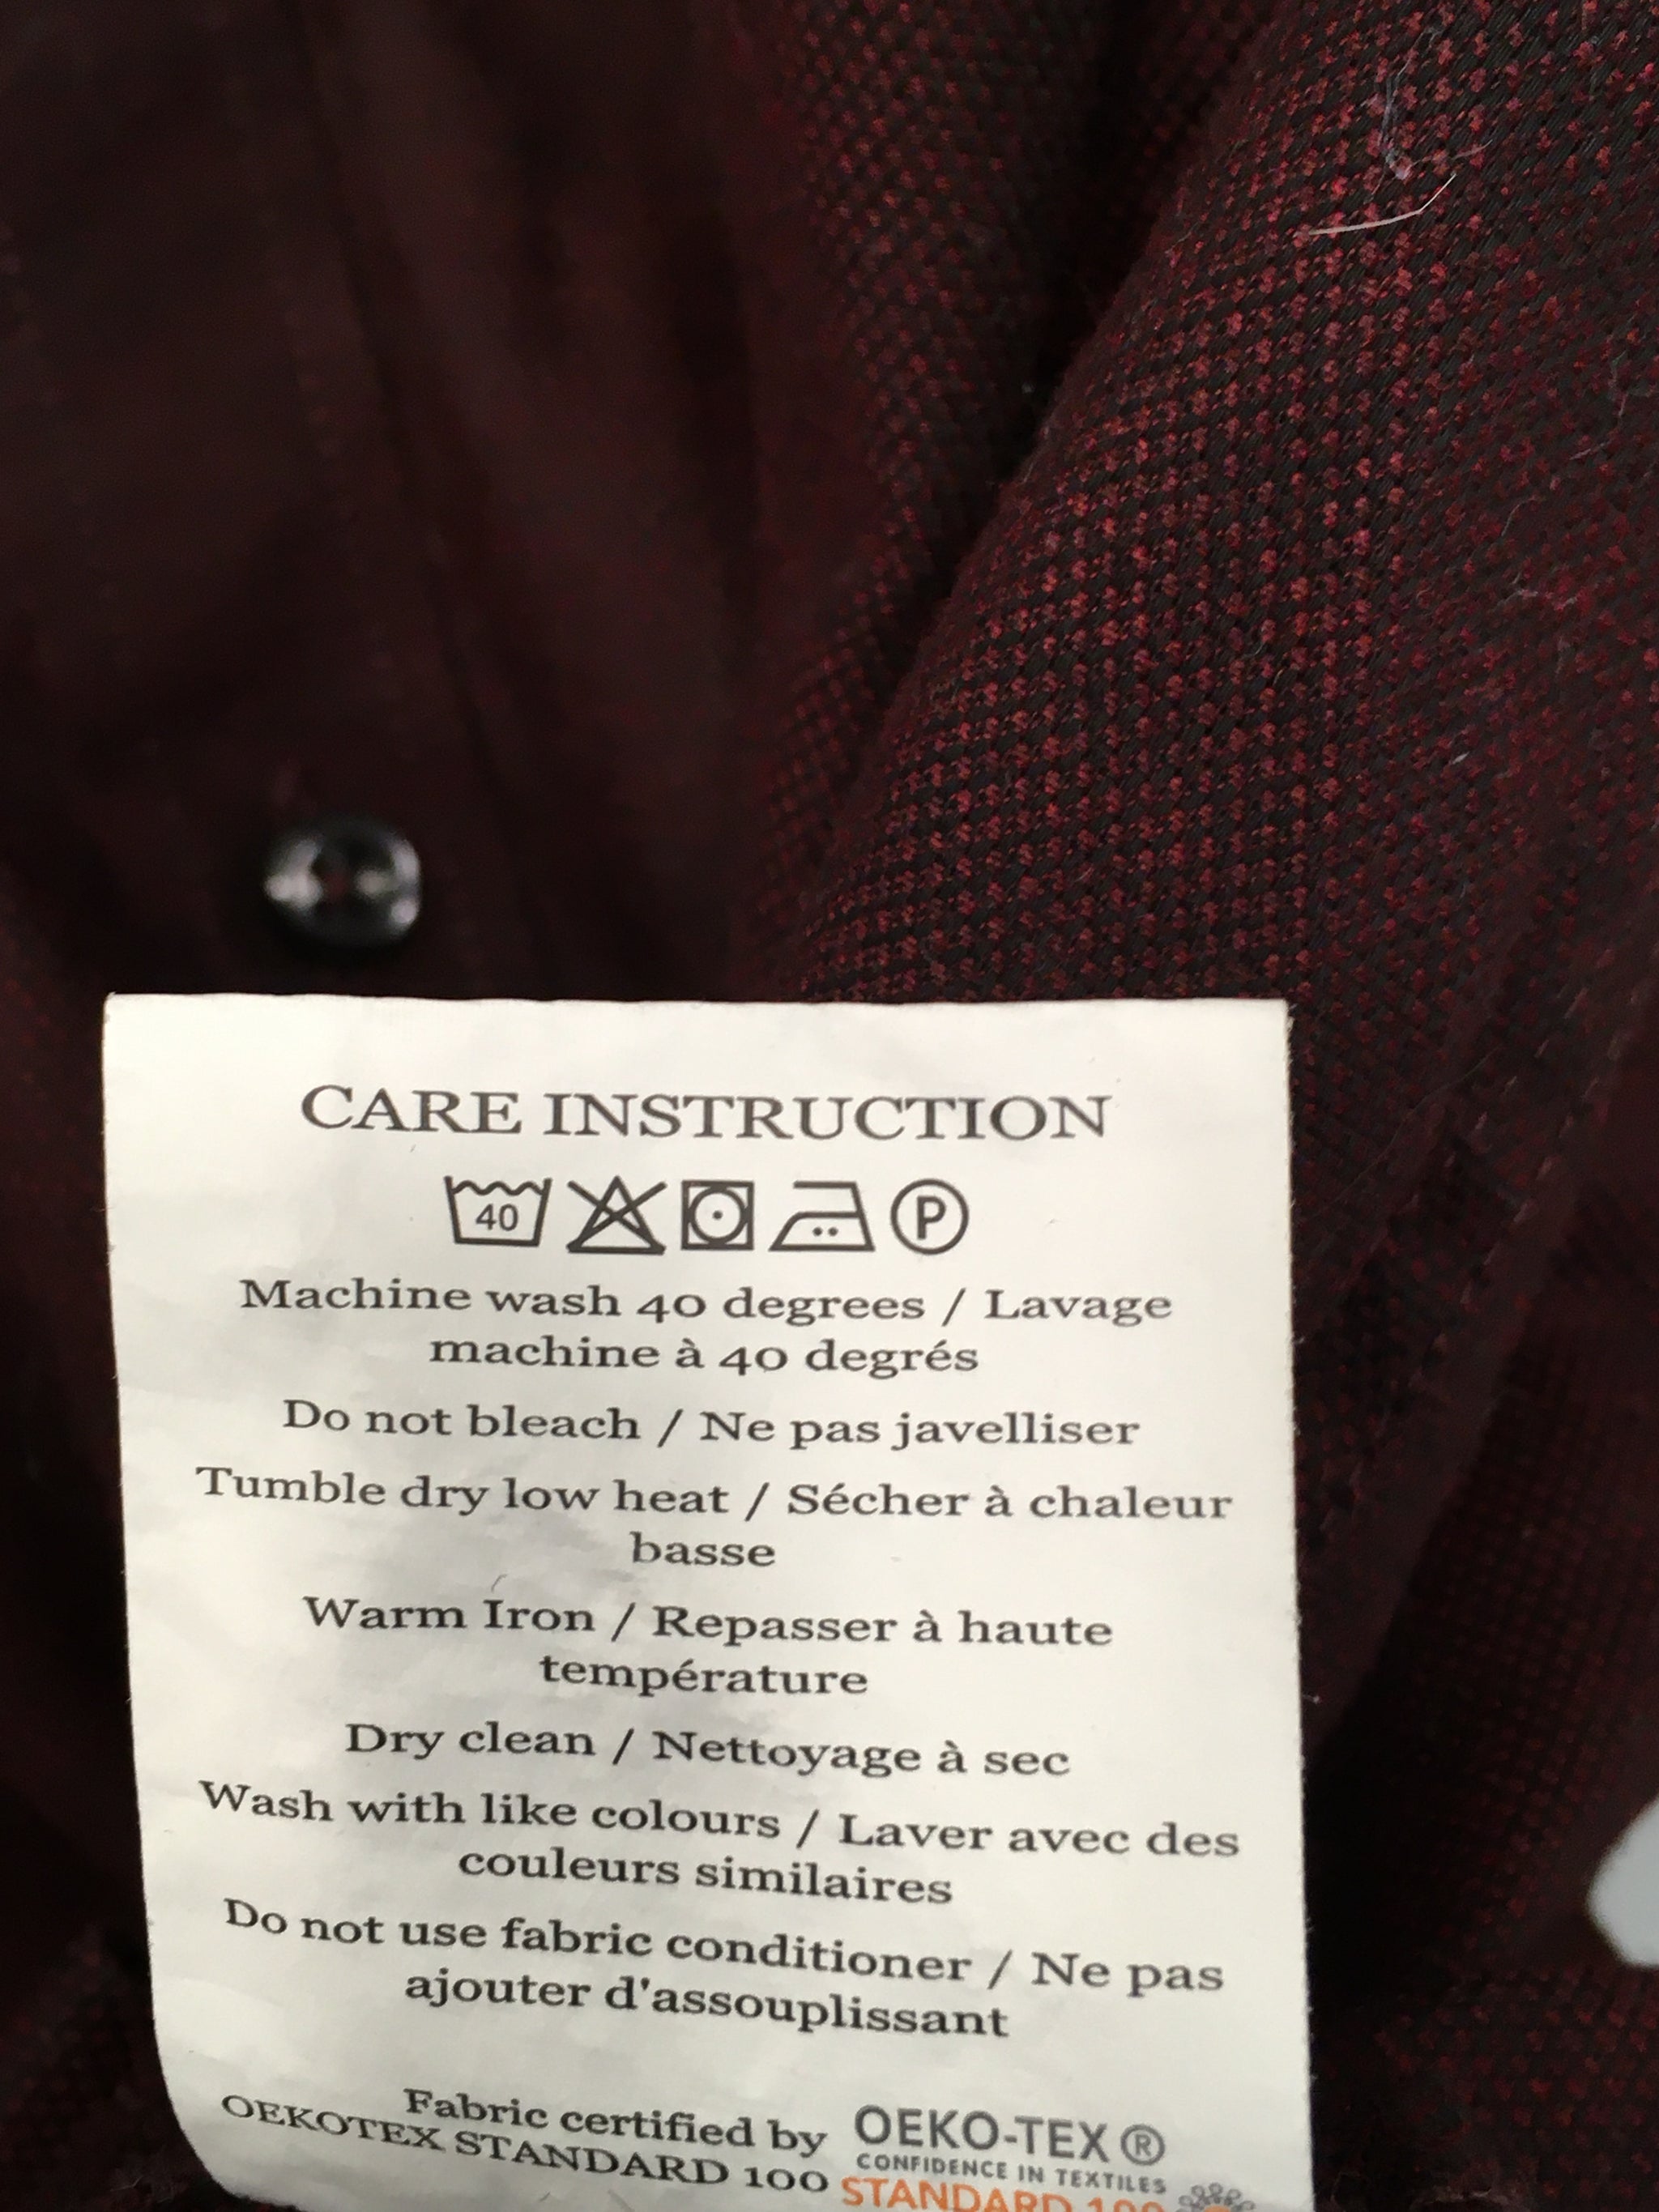 CARE INSTRUCTION
40 P
Machine wash 40 degrees / Lavage
machine à 40 degrés
Do not bleach / Ne pas javelliser
Tumble dry low heat / Sécher à chaleur
basse
Warm Iron / Repasser à haute
température
Dry clean / Nettoyage à sec
Wash with like colours / Laver avec des
couleurs similaires
Do not use fabric conditioner / Ne pas
ajouter d'assouplissant
Fabric certified by
OEKOTEX STANDARD 100
OEKO-TEX ®
CONFIDENCE IN TEXTILES
STANDARD 100